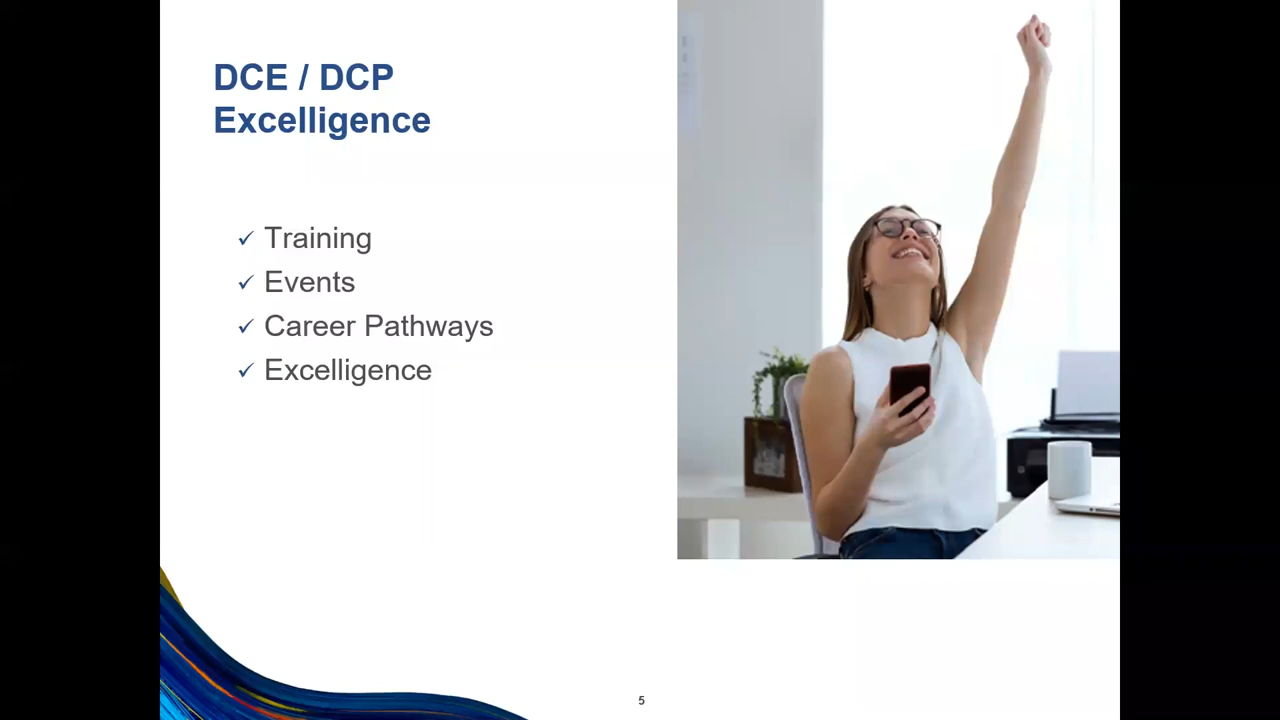 DCE / DCP
Excelligence
✓ Training
✓ Events
✓ Career Pathways
✓ Excelligence
5